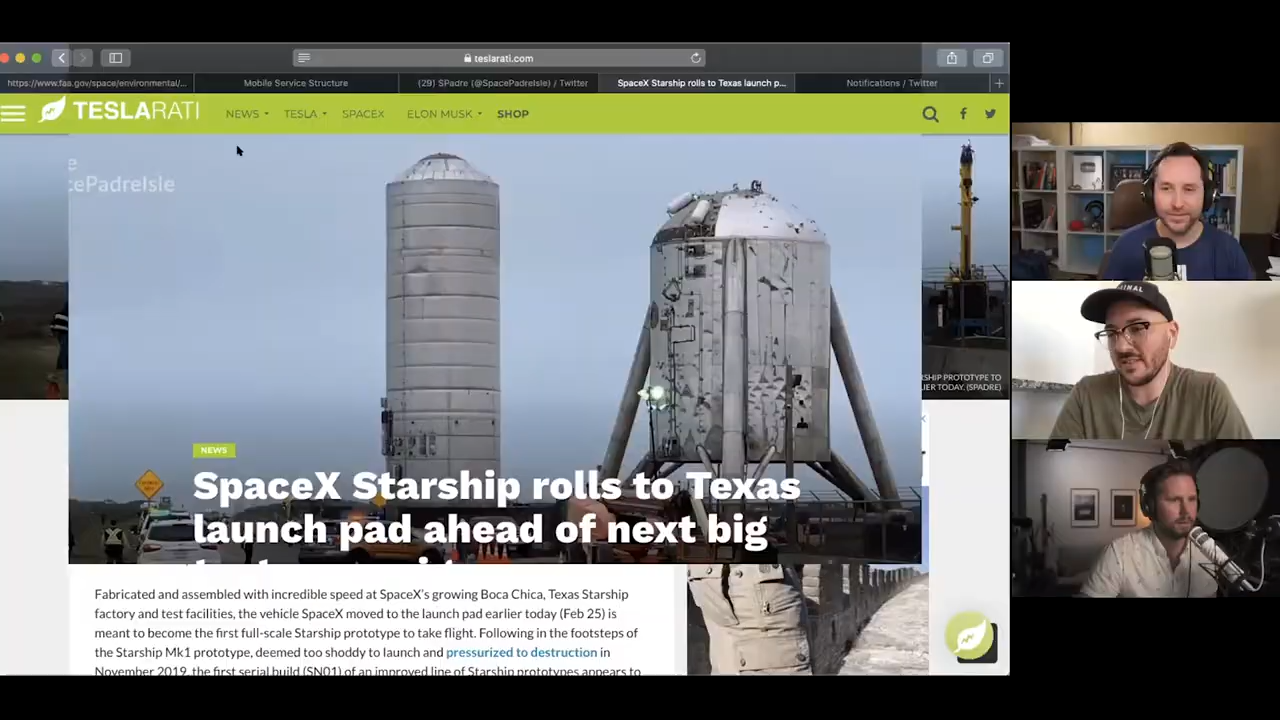 teslarati.com
https://www.faa.gov/space/environmental/...
Mobile Service Structure
(29) SPadre (@SpacePadreIsle) / Twitter
SpaceX Starship rolls to Texas launch p...
Notifications / Twitter
TESLARATI
NEWS
TESLA
SPACEX
ELON MUSK
SHOP
e
cePadreIsle
SHIP PROTOTYPE TO
IER TODAY. (SPADRE)
NEWS
SpaceX Starship rolls to Texas
launch pad ahead of next big
Fabricated and assembled with incredible speed at SpaceX's growing Boca Chica, Texas Starship
factory and test facilities, the vehicle SpaceX moved to the launch pad earlier today (Feb 25) is
meant to become the first full-scale Starship prototype to take flight. Following in the footsteps of
the Starship Mk1 prototype, deemed too shoddy to launch and pressurized to destruction in
November 2019, the first serial build (SN01) of an improved line of Starship prototypes appears to